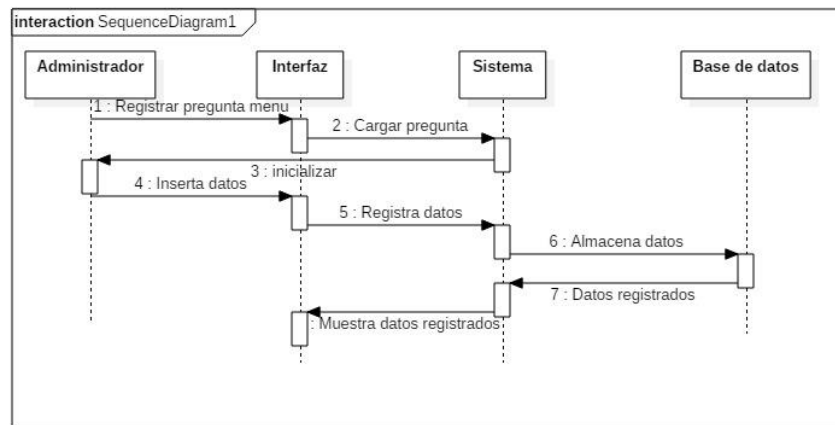 interaction SequenceDiagram1
Administrador
Interfaz
Sistema
Base de datos
1 : Registrar pregunta menu
2 : Cargar pregunta
3 : inicializar
4 : Inserta datos
5 : Registra datos
6 : Almacena datos
7 : Datos registrados
: Muestra datos registrados